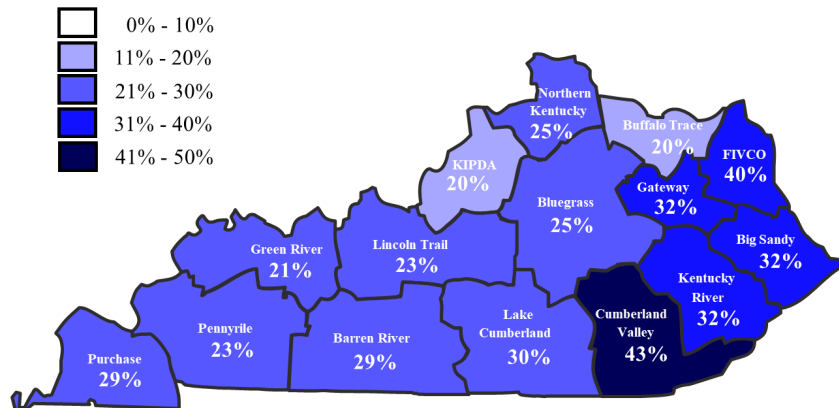 0% - 10%
11% - 20%
21% - 30%
31% - 40%
41% - 50%
Northern
Kentucky
25%
Buffalo Trace
20%
FIVCO
40%
KIPDA
20%
Gateway
32%
Bluegrass
25%
Big Sandy
32%
Green River
21%
Lincoln Trail
23%
Kentucky
River
32%
Pennyrile
23%
Barren River
29%
Lake
Cumberland
30%
Cumberland
Valley
43%
Purchase
29%